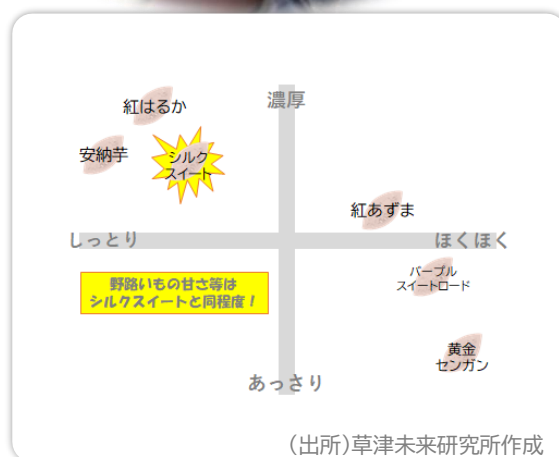 濃厚
紅はるか
安納芋
シルク
スイート
紅あずま
しっとり
ほくほく
パープル
スイートロード
野路いもの甘さ等は
シルクスイートと同程度！
黄金
センガン
あっさり
(出所)草津未来研究所作成